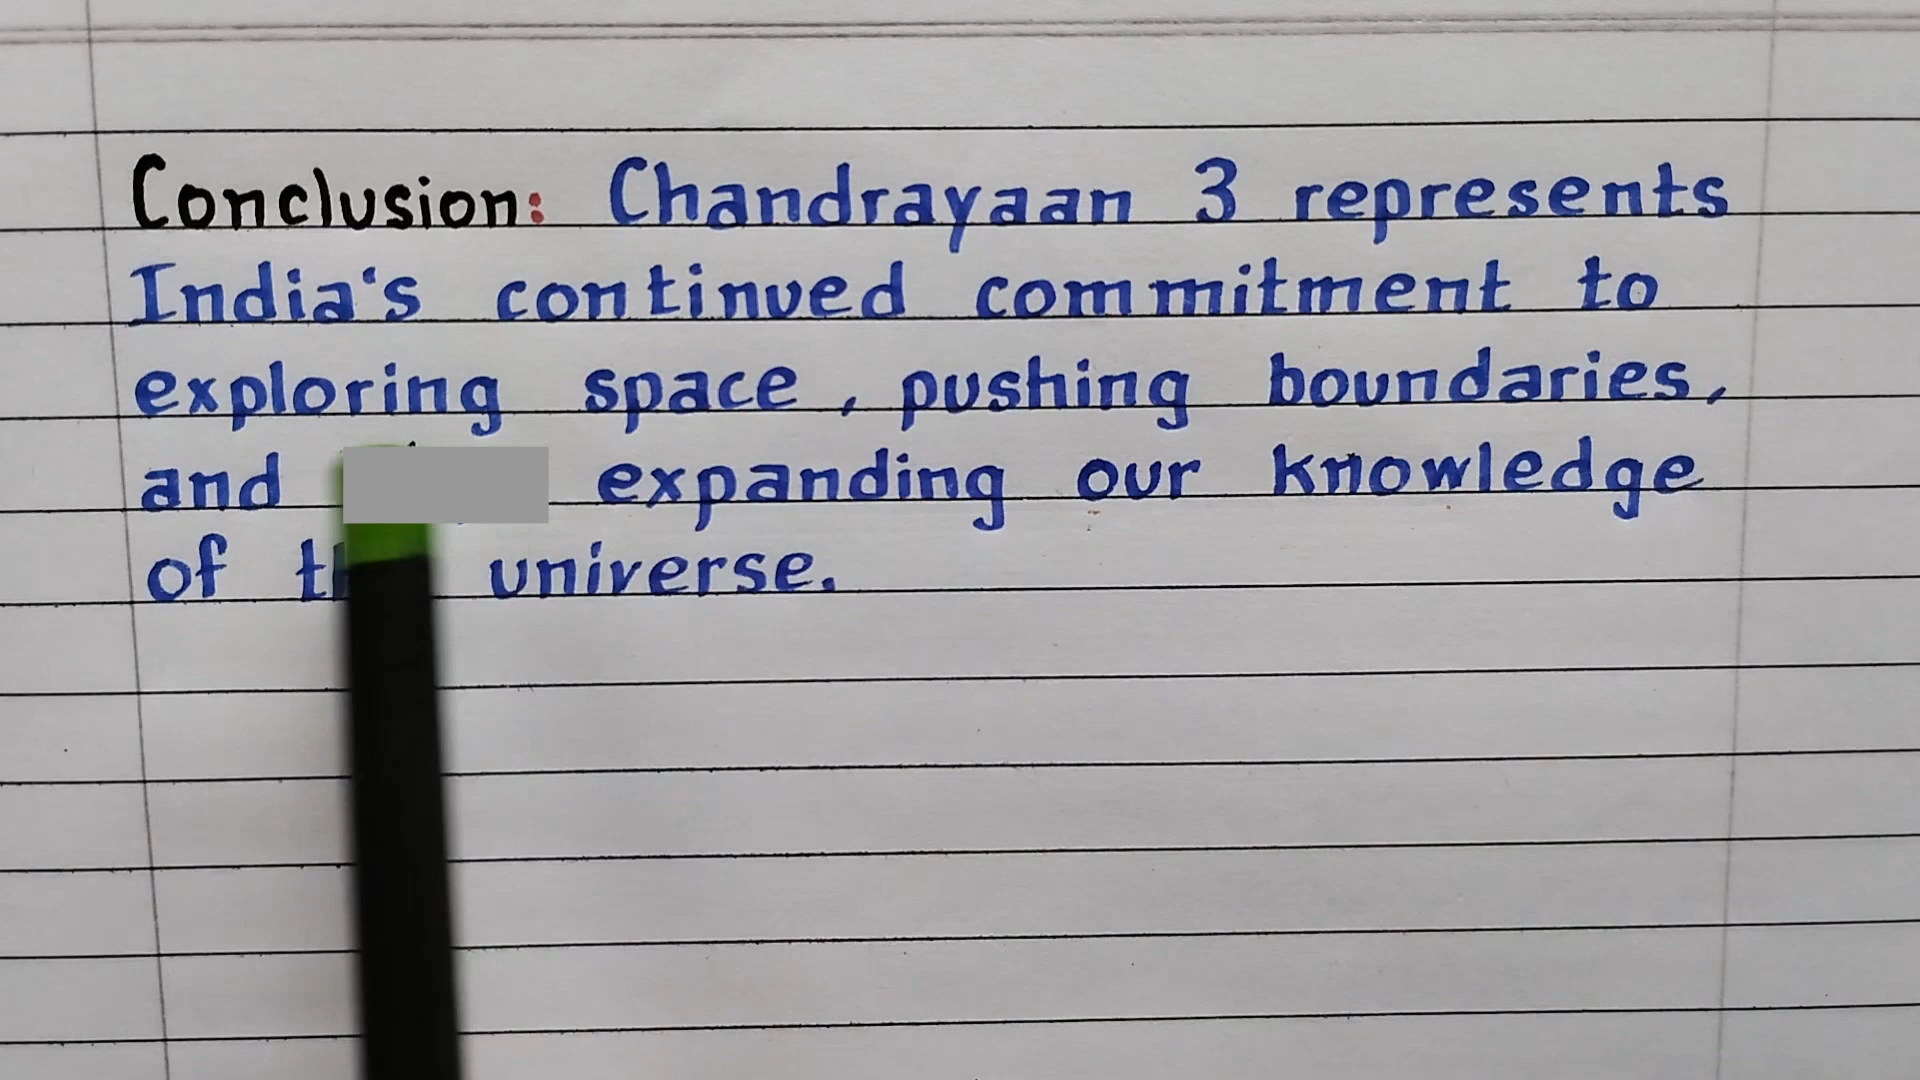 Conclusion: Chandrayaan 3 represents
India's continued commitment to
exploring space, pushing boundaries,
and expanding our knowledge
of universe.